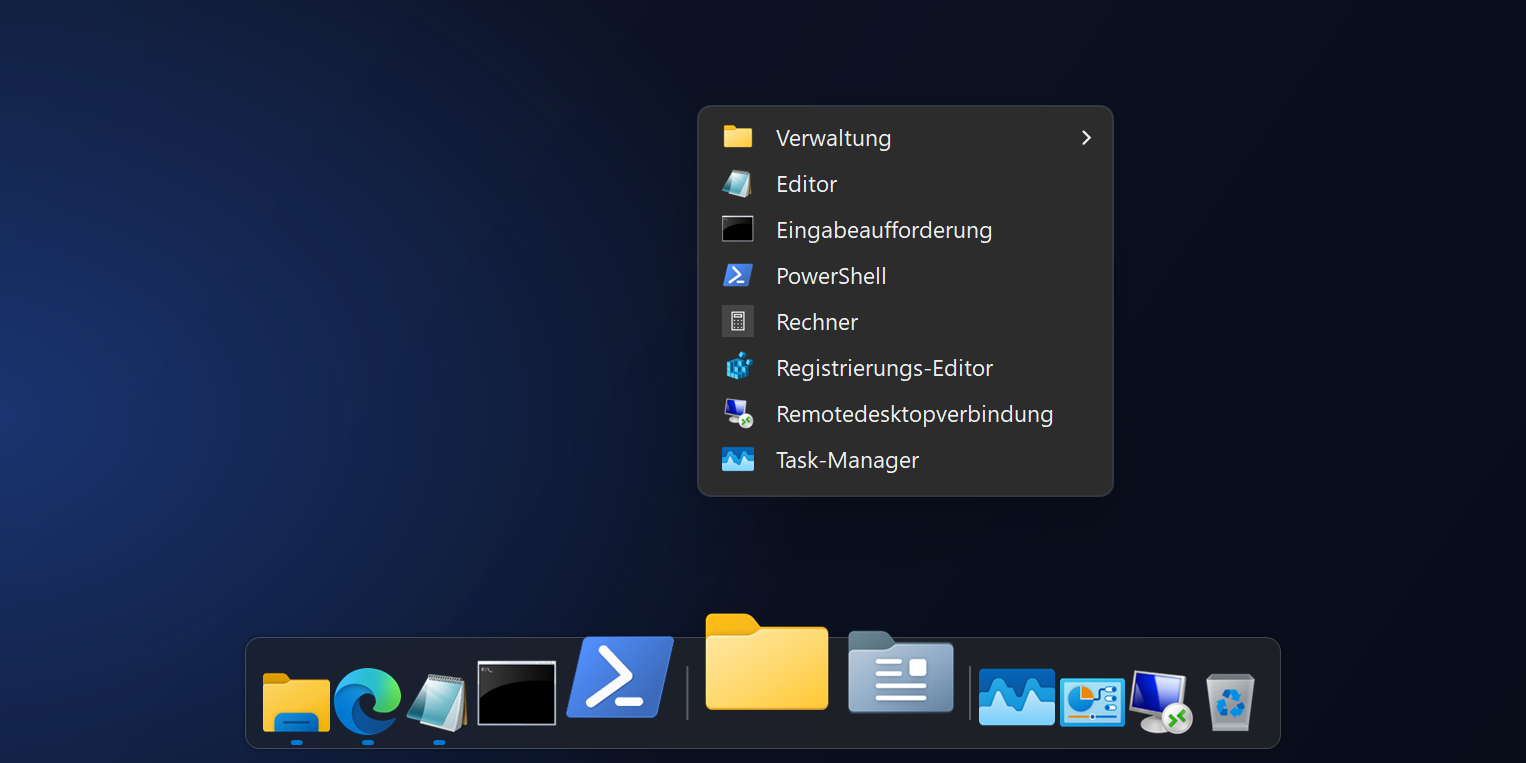 Verwaltung
Editor
Eingabeaufforderung
PowerShell
Rechner
Registrierungs-Editor
Remotedesktopverbindung
Task-Manager